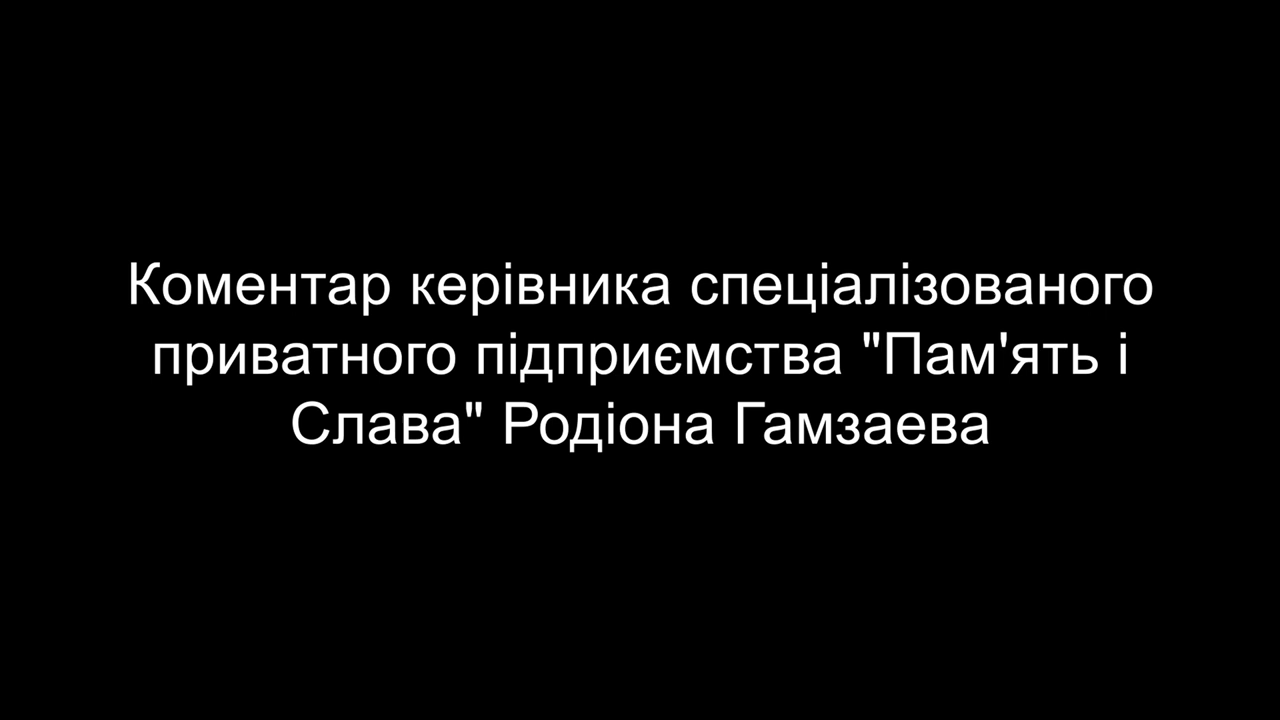 Коментар керівника спеціалізованого
приватного підприємства "Пам'ять і
Слава" Родіона Гамзаева